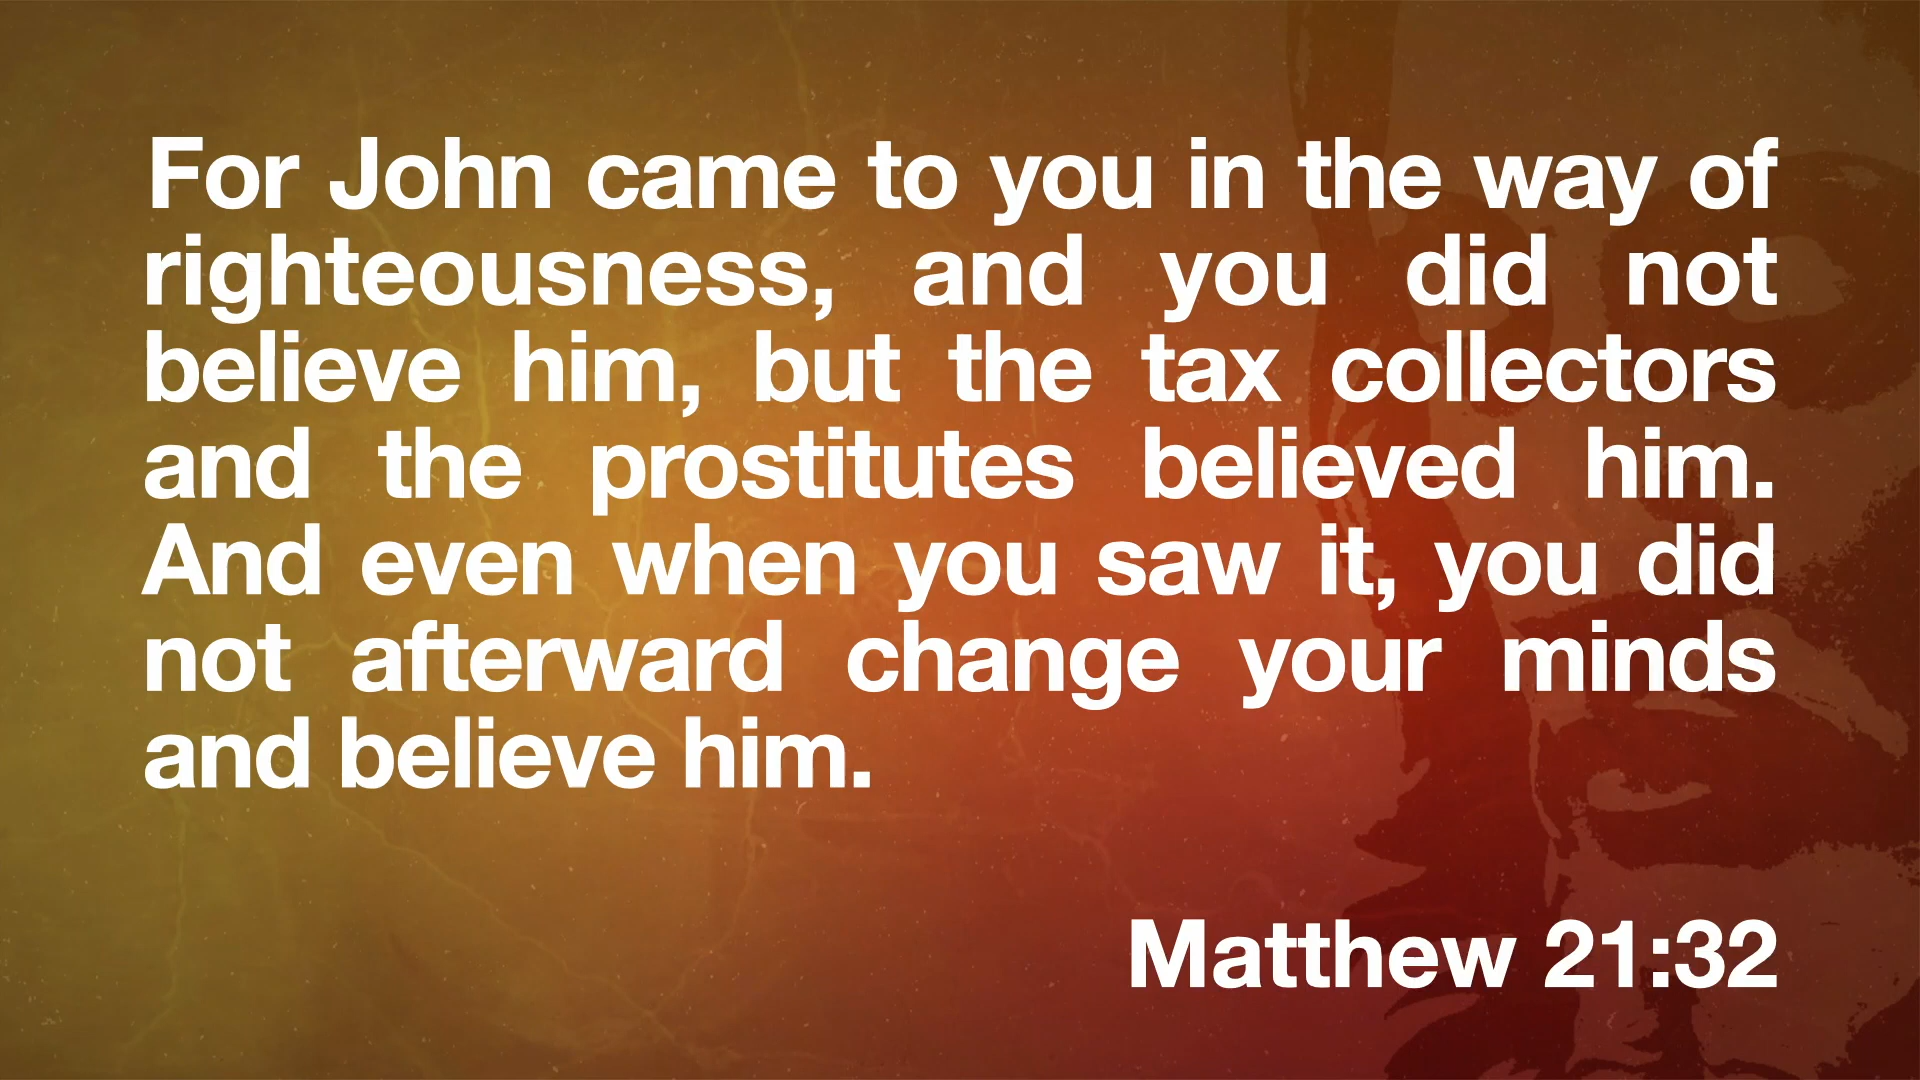 For John came to you in the way of
righteousness, and you did not
believe him, but the tax collectors
and the prostitutes believed him.
And even when you saw it, you did
not afterward change your minds
and believe him.
Matthew 21:32